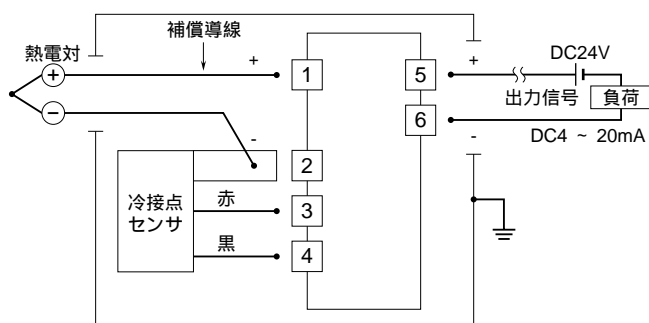 補償導線
熱電対
+
+
+
DC24V
1
5
出力信号
負荷
−
6
-
-
DC4 ~ 20mA
2
冷接点
センサ
赤
3
黒
4